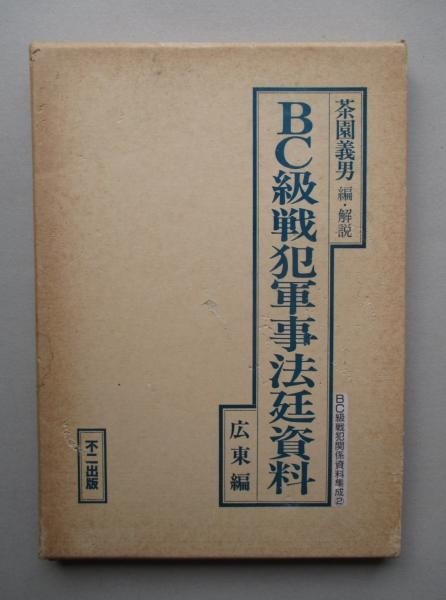 茶園義男 編・解説
BC級戦犯軍事法廷資料
広東編
BC級戦犯関係資料集成②
不二出版